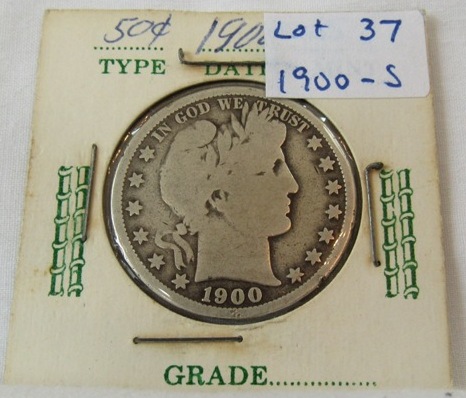 50¢ 190
Lot 37
TYPE DATE
1900-S
IN GOD WE TRUST
1900
GRADE